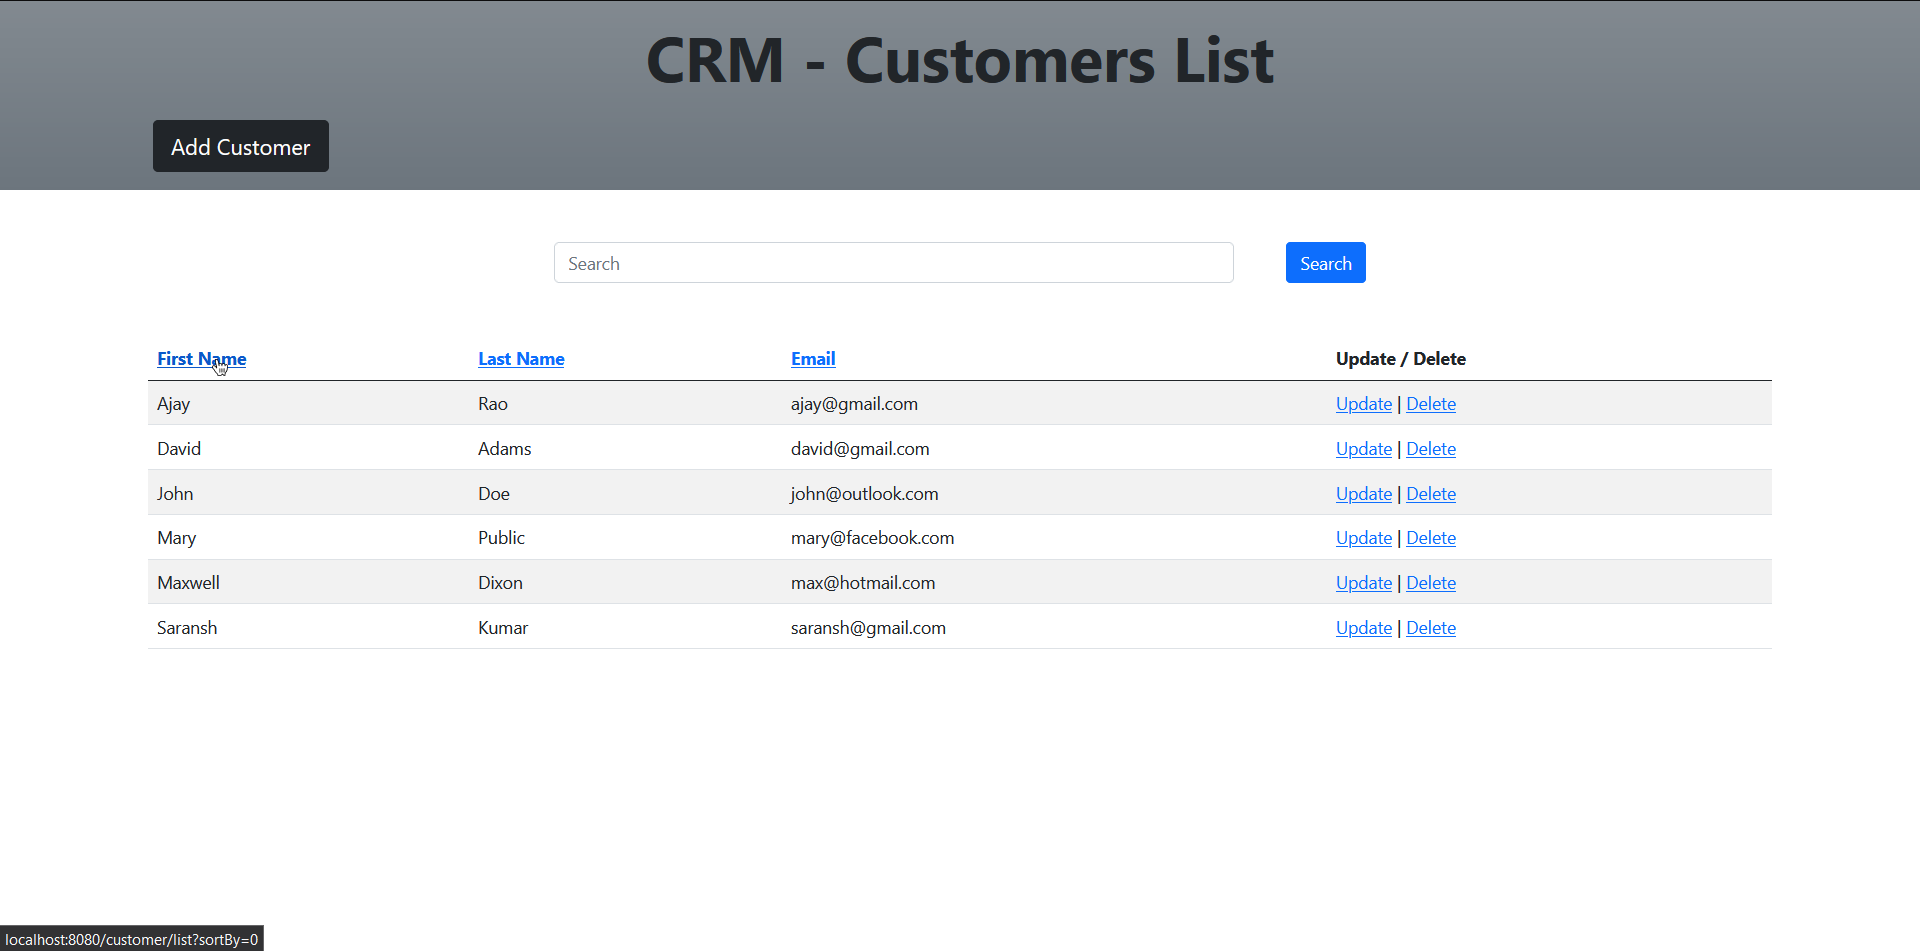 CRM - Customers List
Add Customer
Search Search
First Name Last Name Email Update / Delete
Ajay Rao ajay@gmail.com Update | Delete
David Adams david@gmail.com Update | Delete
John Doe john@outlook.com Update | Delete
Mary Public mary@facebook.com Update | Delete
Maxwell Dixon max@hotmail.com Update | Delete
Saransh Kumar saransh@gmail.com Update | Delete
localhost:8080/customer/list?sortBy=0